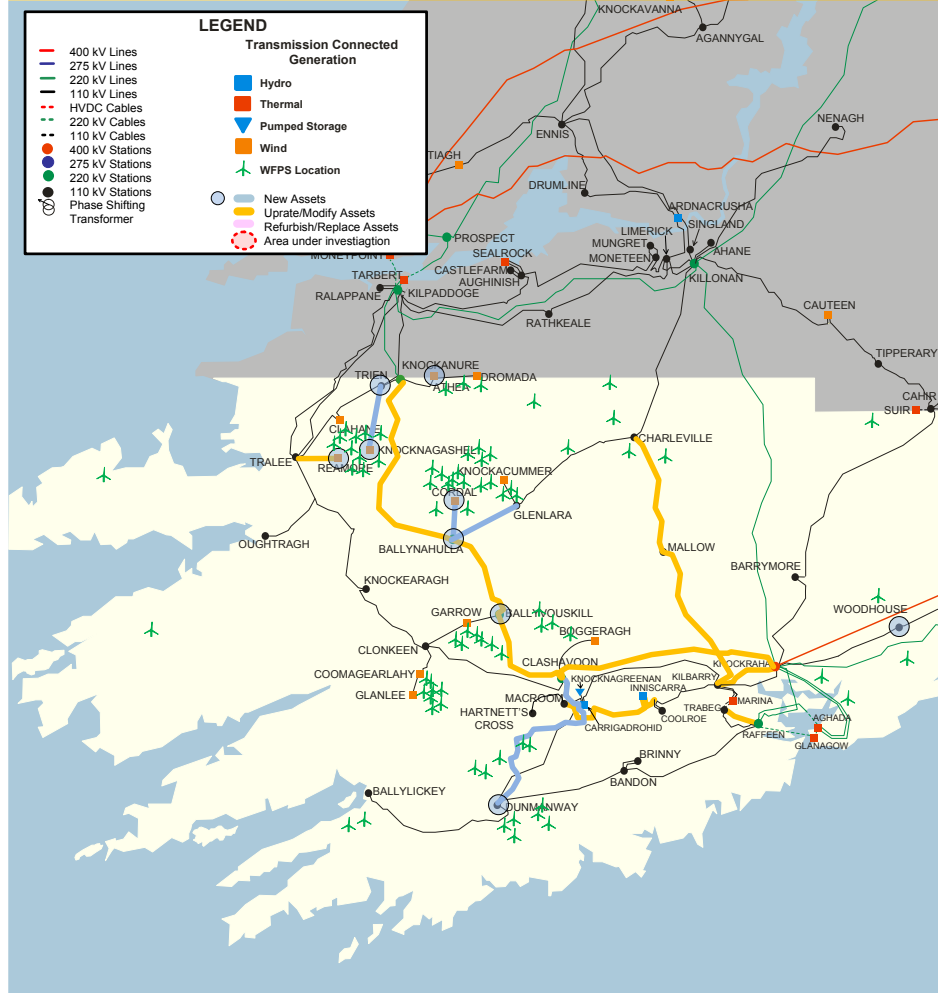 KNOCKAVANNA
AGANNYGAL
LEGEND
400 kV Lines
275 kV Lines
220 kV Lines
110 kV Lines
HVDC Cables
220 kV Cables
110 kV Cables
400 kV Stations
275 kV Stations
220 kV Stations
110 kV Stations
Phase Shifting
Transformer
Transmission Connected
Generation
Hydro
Thermal
Pumped Storage
Wind
WFPS Location
New Assets
Uprate/Modify Assets
Refurbish/Replace Assets
Area under investiagtion
NENAGH
ENNIS
TIAGH
DRUMLINE
ARDNACRUSHA
SINGLAND
LIMERICK
PROSPECT
MUNGRET
AHANE
MONEYPOINT
SEALROCK
MONETEEN
CASTLEFARM
TARBERT
AUGHINISH
KILLONAN
RALAPPANE
KILPADDOGE
CAUTEEN
RATHKEALE
TIPPERARY
KNOCKANURE
TRIEN
DROMADA
ATHEA
CAHIR
SUIR
CLAHANE
CHARLEVILLE
KNOCKNAGASHEL
TRALEE
REAMORE
KNOCKACUMMER
CORDAL
GLENLARA
OUGHTRAGH
BALLYNAHULLA
MALLOW
BARRYMORE
KNOCKEARAGH
WOODHOUSE
GARROW
BALLYVOUSKILL
BOGGERAGH
CLONKEEN
CLASHAVOON
KNOCKRAHA
COOMAGEARLAHY
KNOCKNAGREENAN
KILBARRY
INNISCARRA
GLANLEE
MACROOM
MARINA
TRABEG
HARTNETT'S
CROSS
COOLROE
AGHADA
CARRIGADROHID
RAFFEEN
GLANAGOW
BRINNY
BANDON
BALLYLICKEY
DUNMANWAY